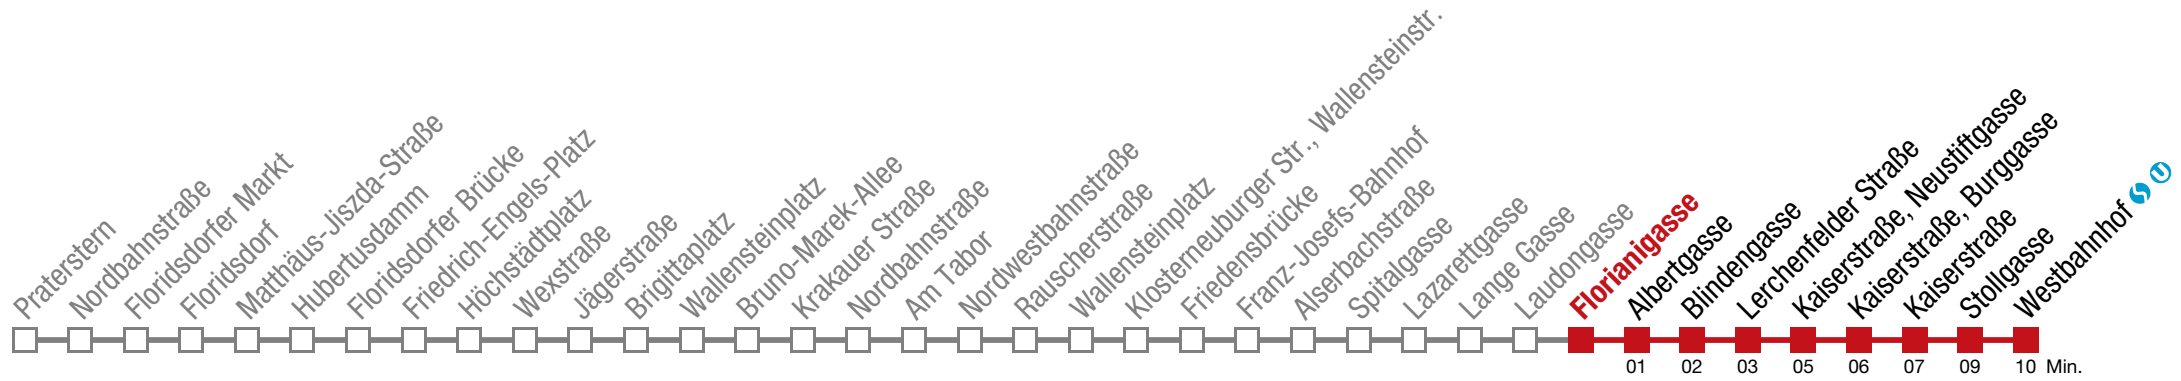 Praterstern
Nordbahnstraße
Floridsdorfer Markt
Floridsdorf
Matthäus-Jiszda-Straße
Hubertusdamm
Floridsdorfer Brücke
Friedrich-Engels-Platz
Höchstädtplatz
Wexstraße
Jägerstraße
Brigittaplatz
Wallensteinplatz
Bruno-Marek-Allee
Krakauer Straße
Nordbahnstraße
Am Tabor
Nordwestbahnstraße
Rauscherstraße
Wallensteinplatz
Klosterneuburger Str., Wallensteinstr.
Friedensbrücke
Franz-Josefs-Bahnhof
Alserbachstraße
Spitalgasse
Lazarettgasse
Lange Gasse
Laudongasse
Florianigasse
Albertgasse
Blindengasse
Lerchenfelder Straße
Kaiserstraße, Neustiftgasse
Kaiserstraße, Burggasse
Kaiserstraße
Stollgasse
Westbahnhof S U
01 02 03 05 06 07 09 10 Min.